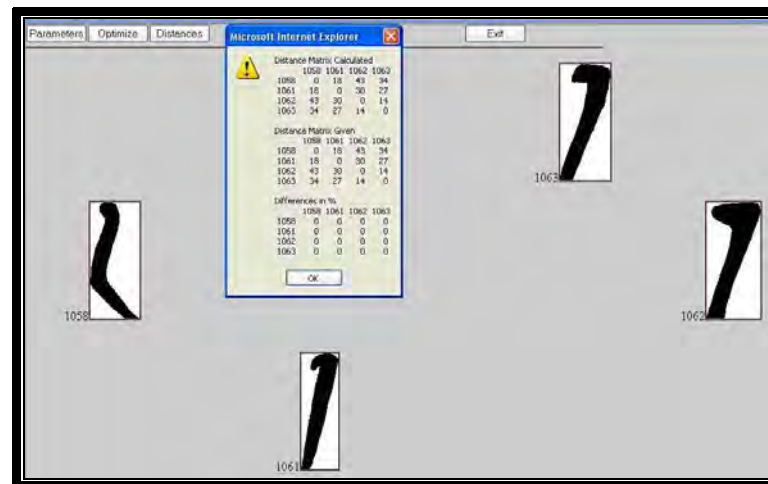 Parameters Optimize Distances Exit
Microsoft Internet Explorer
Distance Matrix Calculated
1058 1061 1062 1063
1058 0 18 43 34
1061 18 0 30 27
1062 43 30 0 14
1063 34 27 14 0
Distance Matrix Given
1058 1061 1062 1063
1058 0 18 43 34
1061 18 0 30 27
1062 43 30 0 14
1063 34 27 14 0
Differences in %
1058 1061 1062 1063
1058 0 0 0 0
1061 0 0 0 0
1062 0 0 0 0
1063 0 0 0 0
OK
1063
1058
1062
1061